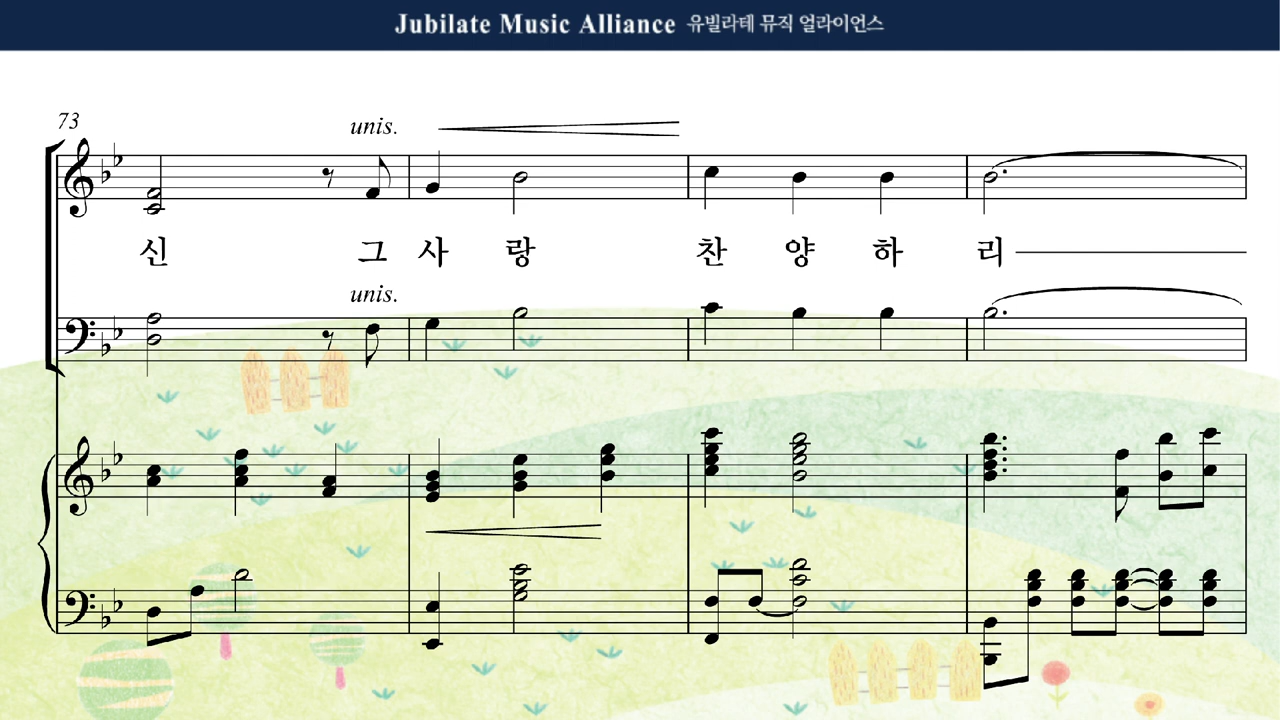 Jubilate Music Alliance 유빌라테 뮤직 얼라이언스
73
unis.
신 그 사 랑 찬 양 하 리
unis.